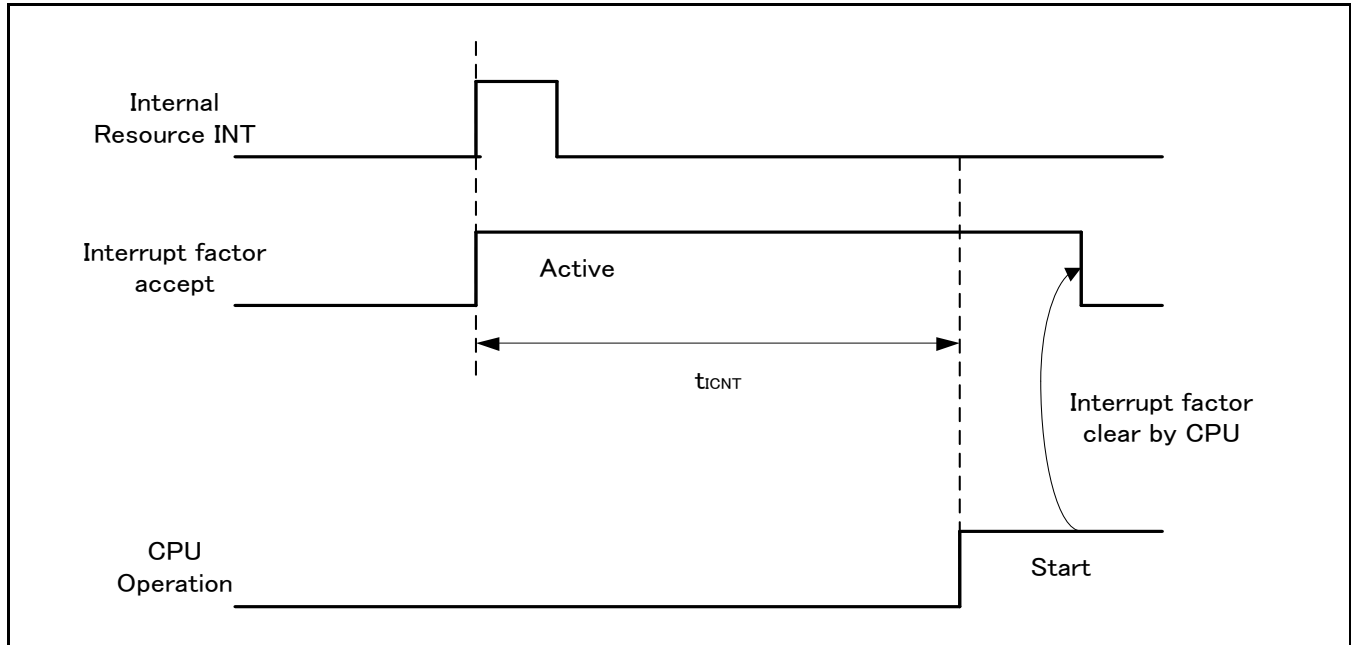 Internal
Resource INT
Interrupt factor
accept
Active
tICNT
Interrupt factor
clear by CPU
CPU
Operation
Start